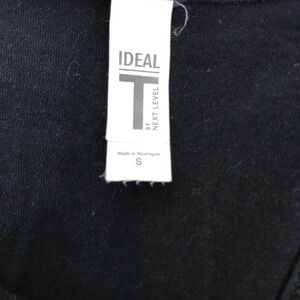 IDEAL
T
BY
NEXT LEVEL
Made in Nicaragua
S